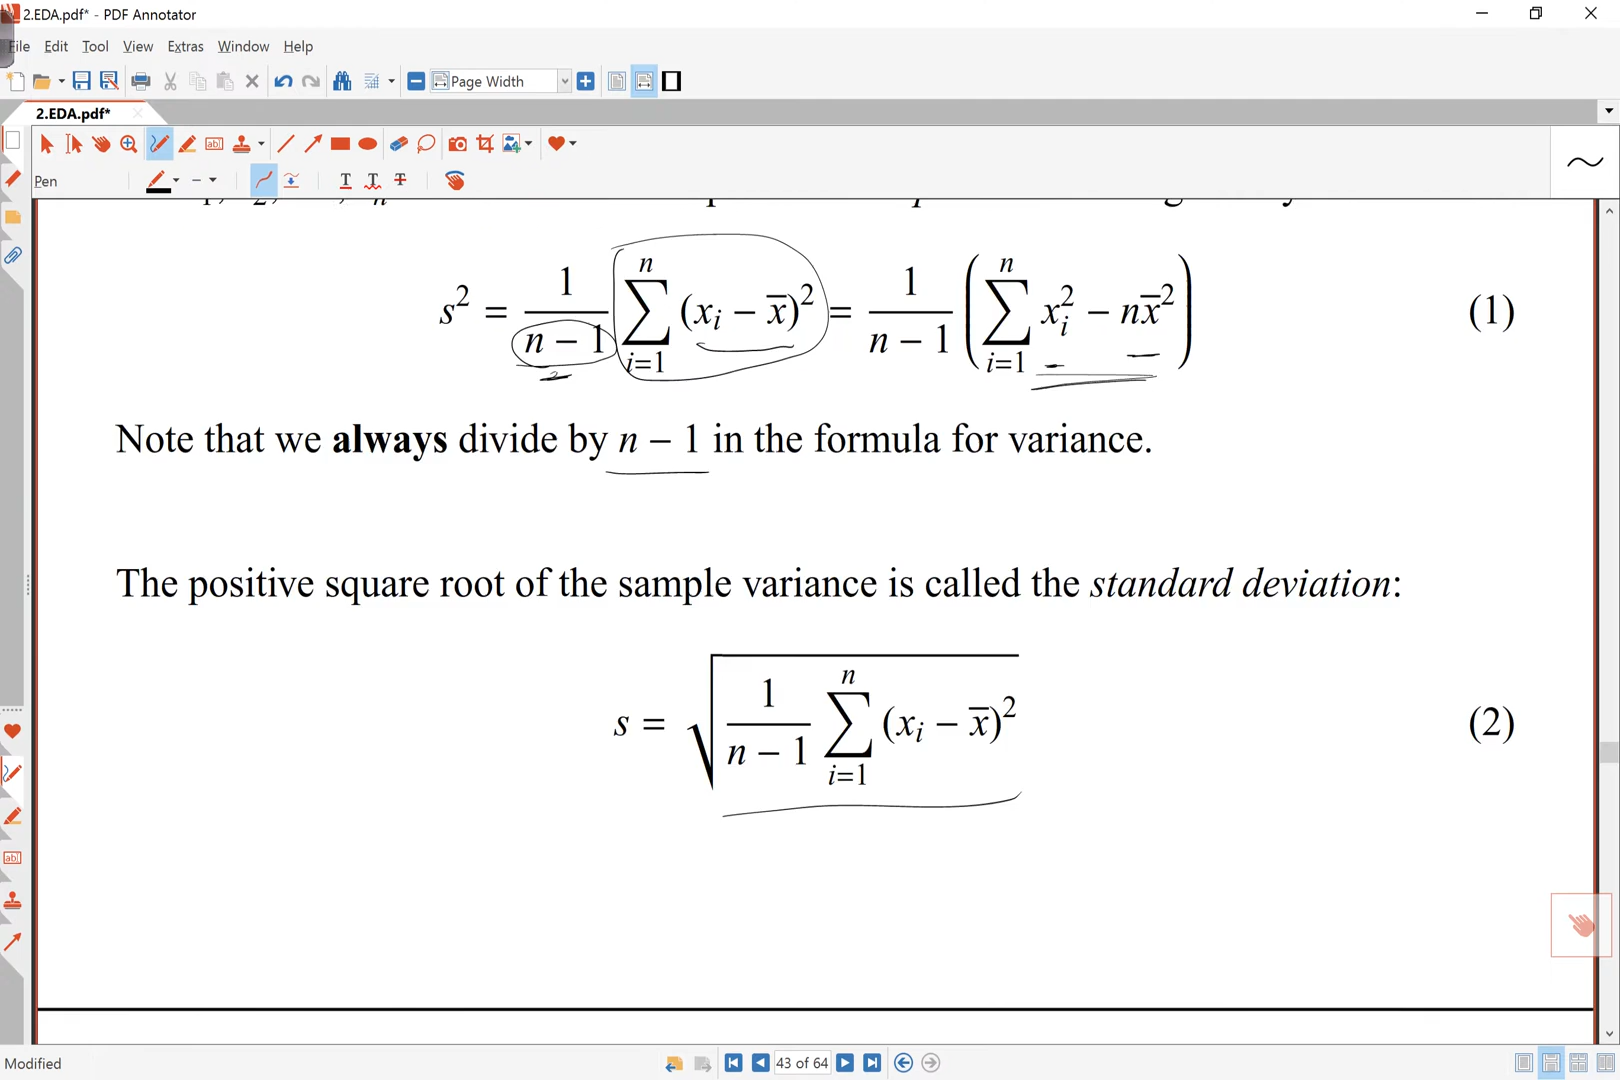 2.EDA.pdf* - PDF Annotator
File Edit Tool View Extras Window Help
Page Width
2.EDA.pdf*
Pen
s² = 1/(n − 1) ∑ᵢ₌₁ⁿ (xᵢ − x̅)² = 1/(n − 1) (∑ᵢ₌₁ⁿ xᵢ² − nx̅²) (1)
Note that we always divide by n − 1 in the formula for variance.
The positive square root of the sample variance is called the standard deviation:
s = √(1/(n − 1) ∑ᵢ₌₁ⁿ (xᵢ − x̅)²) (2)
Modified
43 of 64